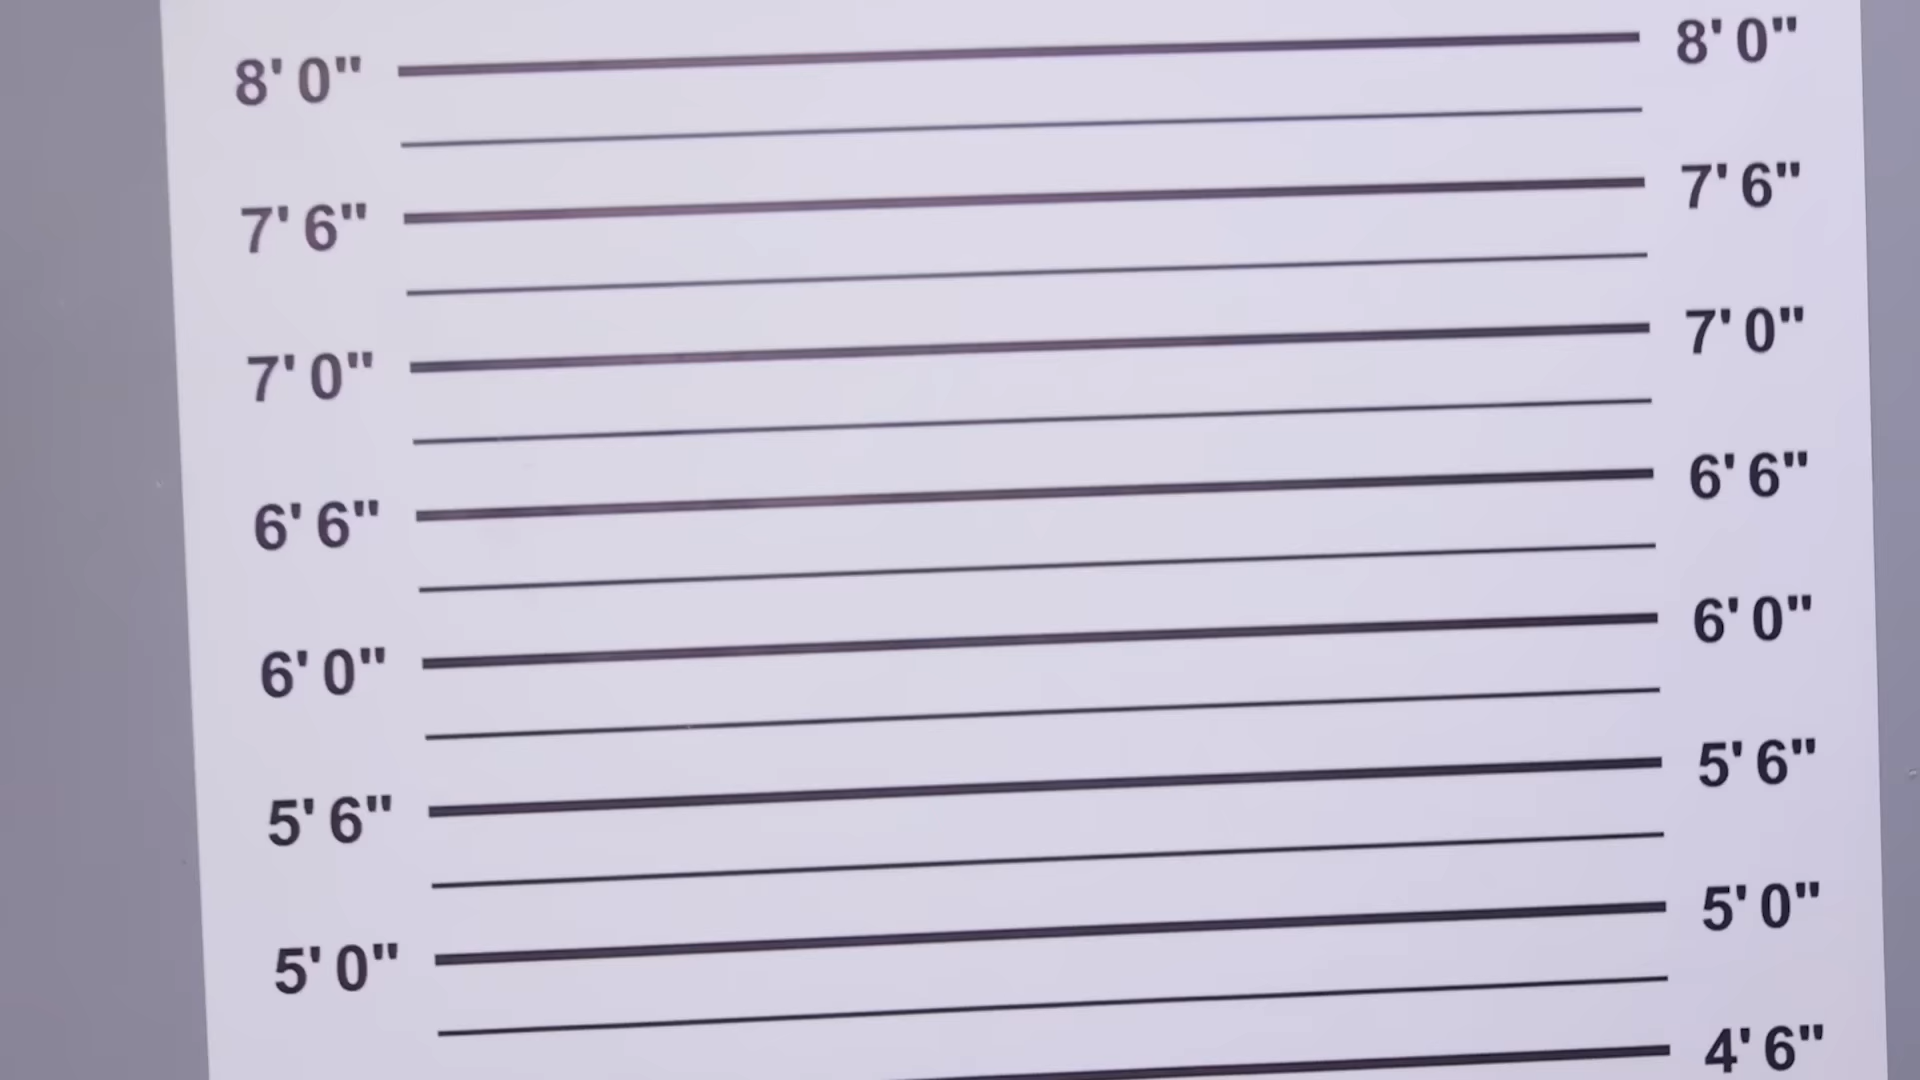 8' 0" 8' 0"
7' 6" 7' 6"
7' 0" 7' 0"
6' 6" 6' 6"
6' 0" 6' 0"
5' 6" 5' 6"
5' 0" 5' 0"
4' 6"